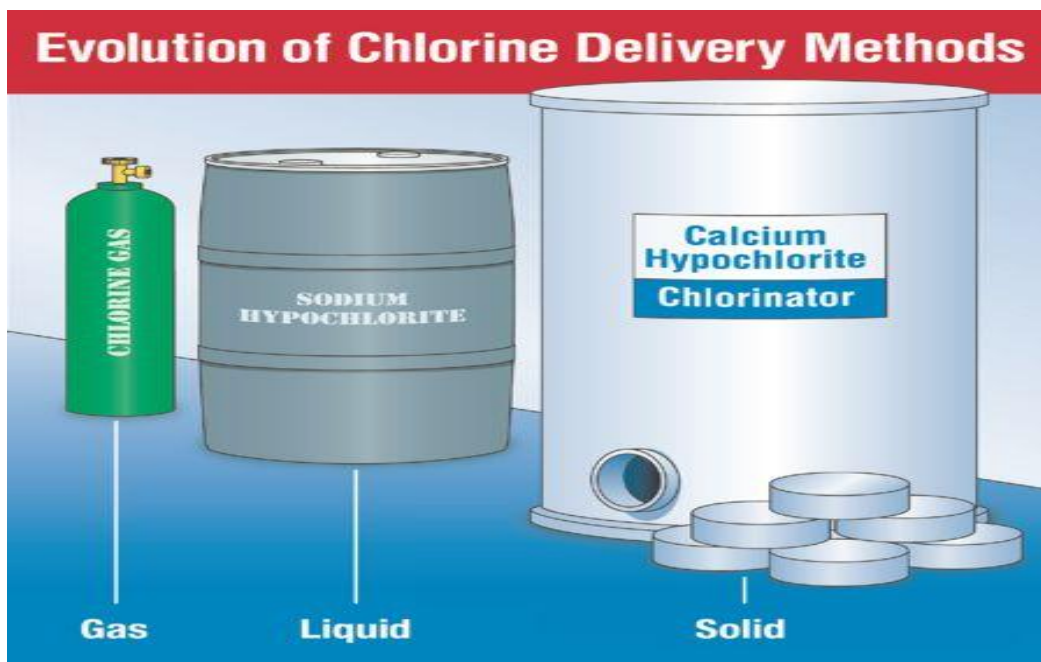 Evolution of Chlorine Delivery Methods
CHLORINE GAS
SODIUM
HYPOCHLORITE
Calcium
Hypochlorite
Chlorinator
Gas
Liquid
Solid